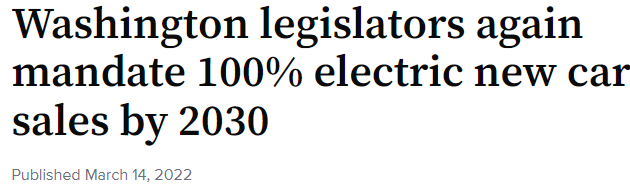 Washington legislators again
mandate 100% electric new car
sales by 2030
Published March 14, 2022